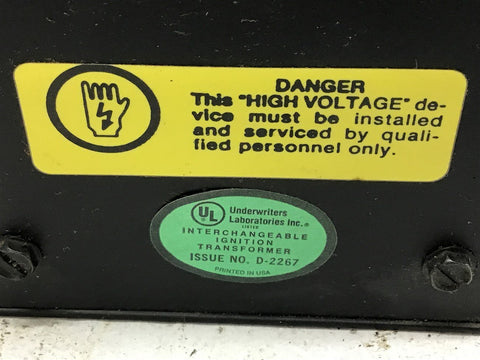 DANGER
This "HIGH VOLTAGE" de-
vice must be installed
and serviced by quali-
fied personnel only.
UL
Underwriters
Laboratories Inc.®
LISTED
INTERCHANGEABLE
IGNITION
TRANSFORMER
ISSUE NO. D-2267
PRINTED IN USA